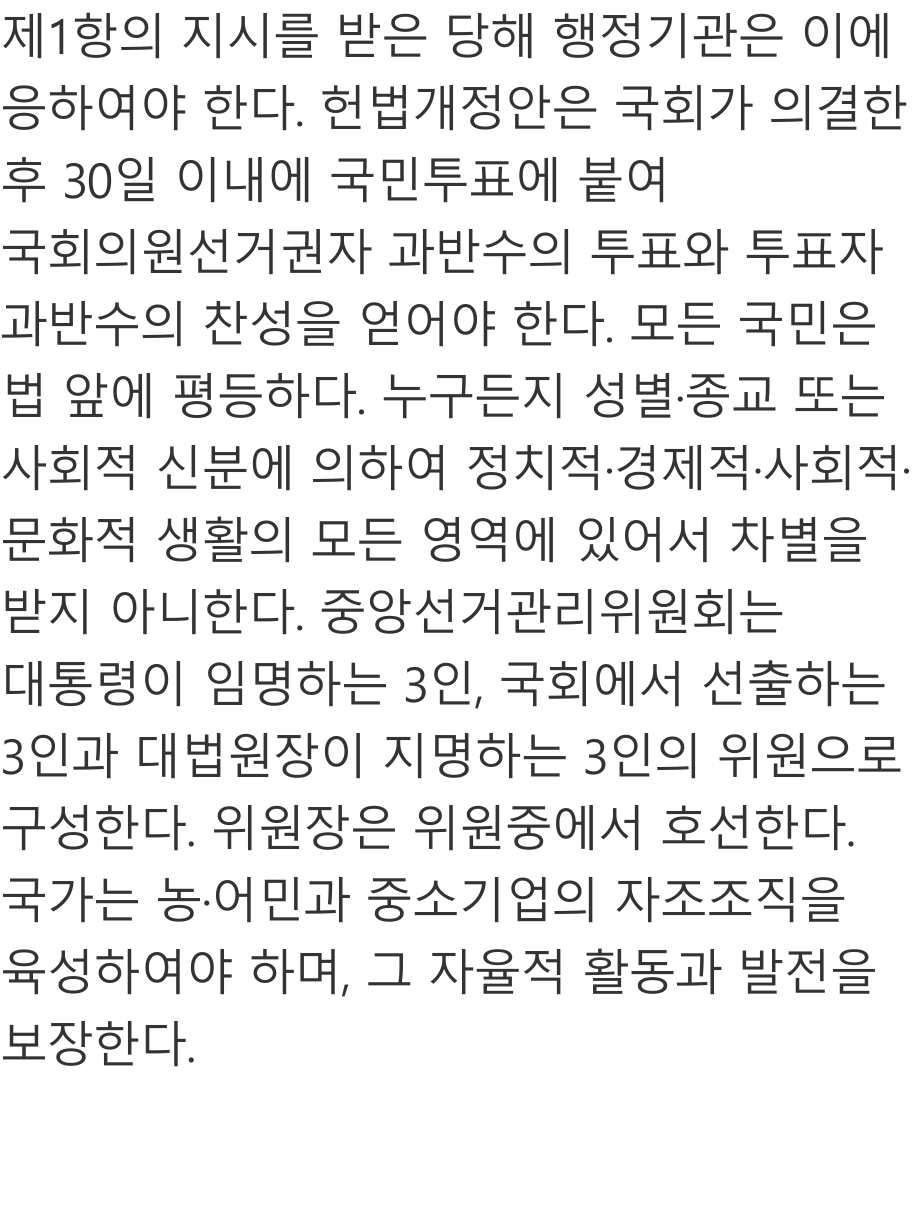 제1항의 지시를 받은 당해 행정기관은 이에
응하여야 한다. 헌법개정안은 국회가 의결한
후 30일 이내에 국민투표에 붙여
국회의원선거권자 과반수의 투표와 투표자
과반수의 찬성을 얻어야 한다. 모든 국민은
법 앞에 평등하다. 누구든지 성별·종교 또는
사회적 신분에 의하여 정치적·경제적·사회적·
문화적 생활의 모든 영역에 있어서 차별을
받지 아니한다. 중앙선거관리위원회는
대통령이 임명하는 3인, 국회에서 선출하는
3인과 대법원장이 지명하는 3인의 위원으로
구성한다. 위원장은 위원중에서 호선한다.
국가는 농·어민과 중소기업의 자조조직을
육성하여야 하며, 그 자율적 활동과 발전을
보장한다.